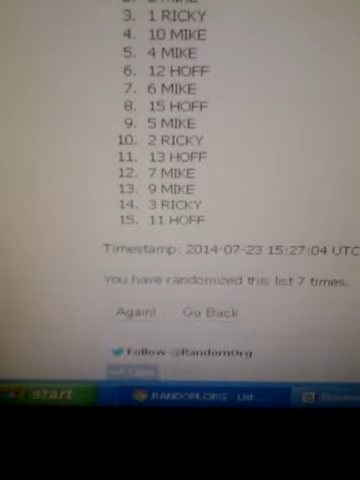 3. 1 RICKY
4. 10 MIKE
5. 4 MIKE
6. 12 HOFF
7. 6 MIKE
8. 15 HOFF
9. 5 MIKE
10. 2 RICKY
11. 13 HOFF
12. 7 MIKE
13. 9 MIKE
14. 3 RICKY
15. 11 HOFF
Timestamp: 2014-07-23 15:27:04 UTC
You have randomized this list 7 times.
Again! Go Back
Follow @RandomOrg
Like
start RANDOM.ORG - List